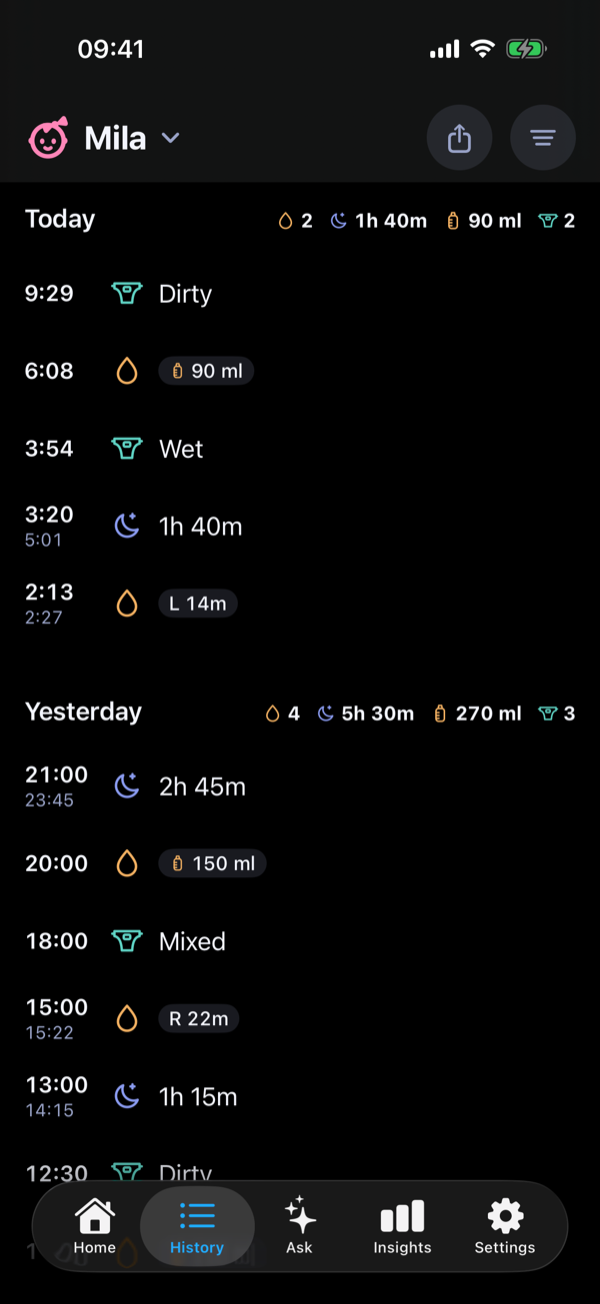 09:41
Mila
Today 2 1h 40m 90 ml 2
9:29 Dirty
6:08 90 ml
3:54 Wet
3:20 1h 40m
5:01
2:13 L 14m
2:27
Yesterday 4 5h 30m 270 ml 3
21:00 2h 45m
23:45
20:00 150 ml
18:00 Mixed
15:00 R 22m
15:22
13:00 1h 15m
14:15
12:30 Dirty
Home History Ask Insights Settings